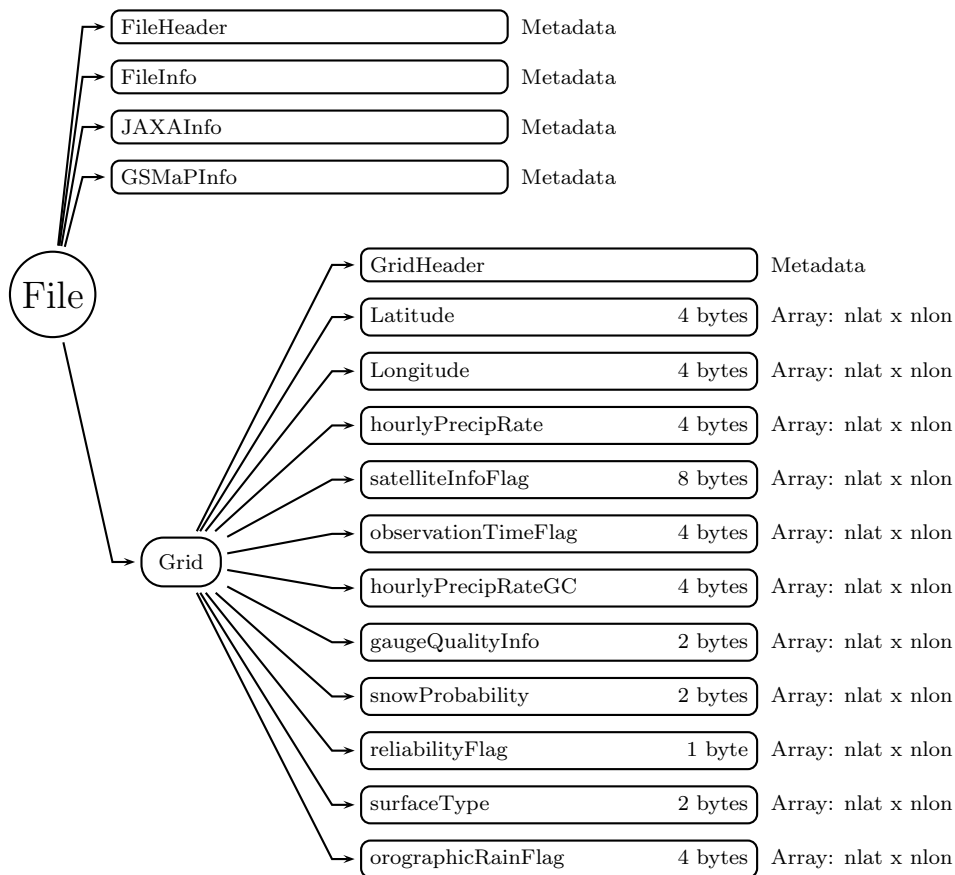 FileHeader Metadata
FileInfo Metadata
JAXAInfo Metadata
GSMaPInfo Metadata
File
GridHeader Metadata
Latitude 4 bytes Array: nlat x nlon
Longitude 4 bytes Array: nlat x nlon
hourlyPrecipRate 4 bytes Array: nlat x nlon
satelliteInfoFlag 8 bytes Array: nlat x nlon
observationTimeFlag 4 bytes Array: nlat x nlon
Grid
hourlyPrecipRateGC 4 bytes Array: nlat x nlon
gaugeQualityInfo 2 bytes Array: nlat x nlon
snowProbability 2 bytes Array: nlat x nlon
reliabilityFlag 1 byte Array: nlat x nlon
surfaceType 2 bytes Array: nlat x nlon
orographicRainFlag 4 bytes Array: nlat x nlon